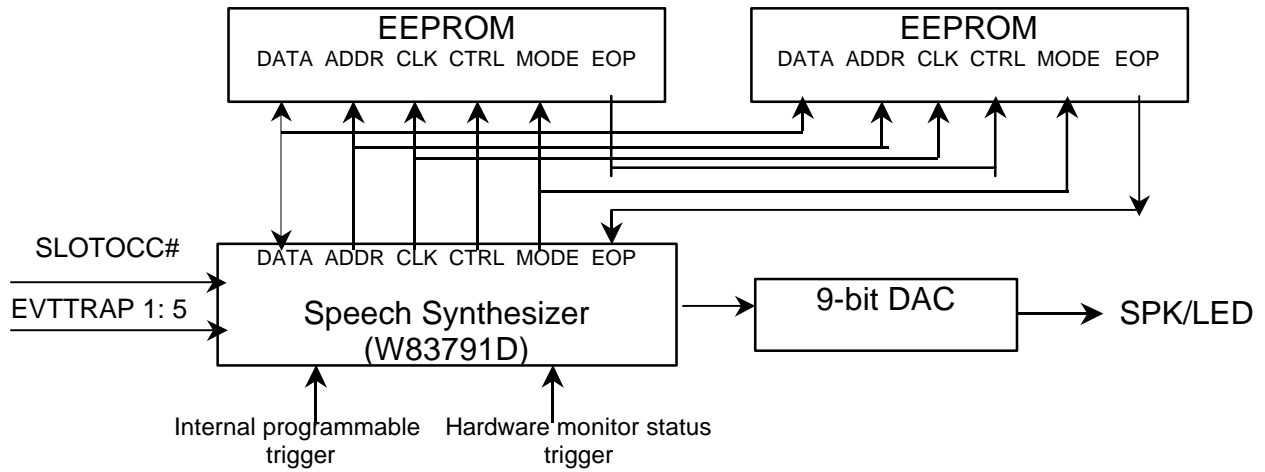 EEPROM
DATA ADDR CLK CTRL MODE EOP
EEPROM
DATA ADDR CLK CTRL MODE EOP
SLOTOCC#
EVTTRAP 1: 5
DATA ADDR CLK CTRL MODE EOP
Speech Synthesizer
(W83791D)
9-bit DAC
SPK/LED
Internal programmable
trigger
Hardware monitor status
trigger